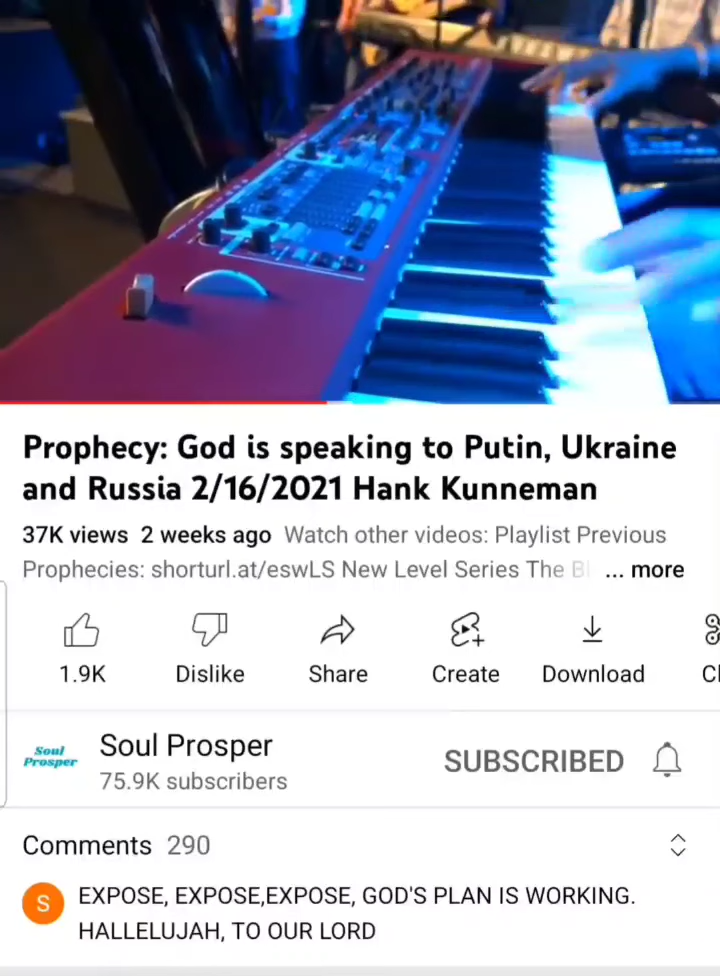 Prophecy: God is speaking to Putin, Ukraine
and Russia 2/16/2021 Hank Kunneman
37K views 2 weeks ago Watch other videos: Playlist Previous
Prophecies: shorturl.at/eswLS New Level Series The Bl ... more
1.9K Dislike Share Create Download Cl
Soul
Prosper
Soul Prosper
75.9K subscribers
SUBSCRIBED
Comments 290
S
EXPOSE, EXPOSE,EXPOSE, GOD'S PLAN IS WORKING.
HALLELUJAH, TO OUR LORD